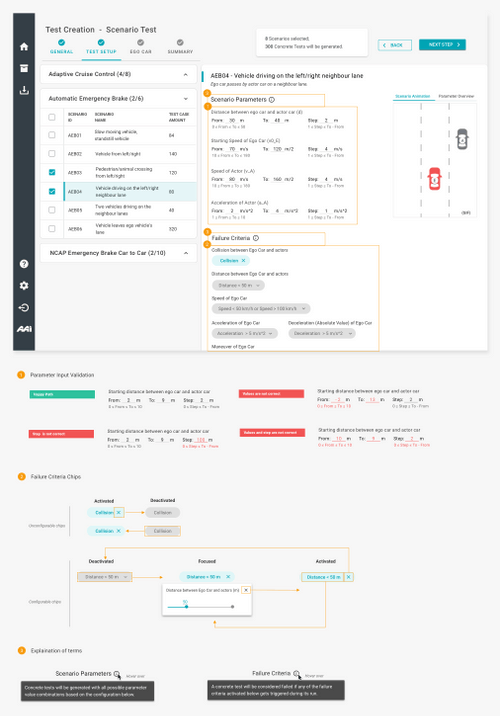 Test Creation - Scenario Test
GENERAL
TEST SETUP
EGO CAR
SUMMARY
8 Scenarios selected.
300 Concrete Tests will be generated.
BACK
NEXT STEP
Adaptive Cruise Control (4/8)
Automatic Emergency Brake (2/6)
SCENARIO ID
SCENARIO NAME
TEST CASE AMOUNT
AEB01 Slow moving vehicle, standstill vehicle 84
AEB02 Vehicle from left/right 140
AEB03 Pedestrian/animal crossing from left/right 120
AEB04 Vehicle driving on the left/right neighbour lane 80
AEB05 Two vehicles driving on the neighbour lanes 40
AEB06 Vehicle leaves ego vehicle's lane 320
NCAP Emergency Brake Car to Car (2/10)
AAI
AEB04 - Vehicle driving on the left/right neighbour lane
Ego car passes by actor car on a neighbour lane.
Scenario Parameters
Distance between ego car and actor car (d)
From: 30 m To: 40 m Step: 2 m
Starting Speed of Ego Car (v0_E)
From: 70 m/s To: 120 m/2 Step: 4 m/s
Speed of Actor (v_A)
From: 80 m/s To: 160 m/2 Step: 4 m/s
Acceleration of Actor (a_A)
From: 2 m/s^2 To: 4 m/s^2 Step: 1 m/s^2
Scenario Animation
Parameter Overview
Failure Criteria
Collision between Ego Car and actors
Collision
Distance between Ego Car and actors
Distance < 50 m
Speed of Ego Car
Speed < 50 km/h or Speed > 100 km/h
Acceleration of Ego Car
Acceleration > 5 m/s^2
Deceleration (Absolute Value) of Ego Car
Deceleration > 5 m/s^2
Maneuver of Ego Car
1 Parameter Input Validation
Happy Path
Starting distance between ego car and actor car
From: 2 m To: 9 m Step: 2 m
0 ≤ From ≤ To ≤ 10
0 ≤ Step ≤ To - From
Values are not correct
Starting distance between ego car and actor car
Step is not correct
Starting distance between ego car and actor car
From: 2 m To: 9 m
Values and step are not correct
Starting distance between ego car and actor car
2 Failure Criteria Chips
Activated
Deactivated
Unconfigurable chips
Collision
Collision
Collision
Collision
Deactivated
Focused
Activated
Distance < 50 m
Distance < 50 m
Distance < 50 m
Configurable chips
Distance between Ego Car and actors (m)
50
3 Explanation of terms
Scenario Parameters
Mouse over
Concrete tests will be generated with all possible parameter
value combinations based on the configuration below.
Failure Criteria
Mouse over
A concrete test will be considered failed if any of the failure
criteria activated below gets triggered during its run.